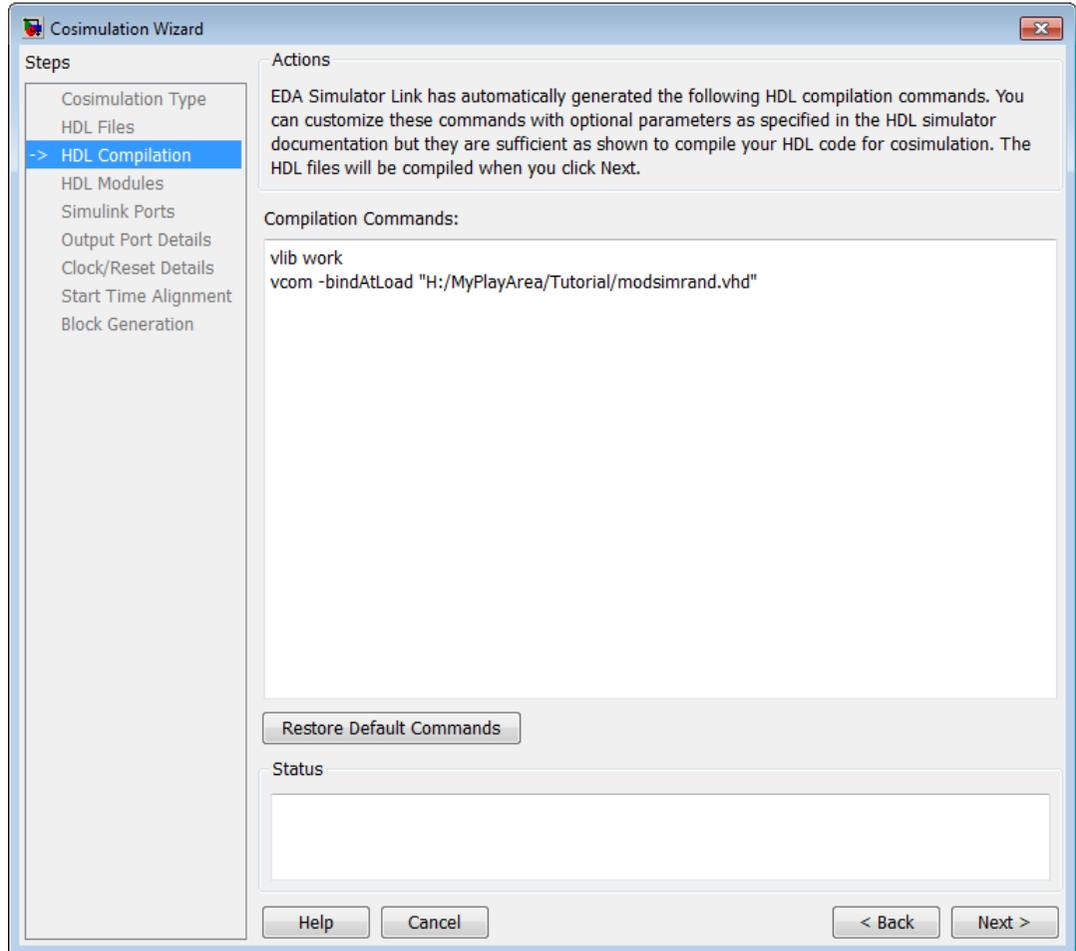 Cosimulation Wizard
Steps
Cosimulation Type
HDL Files
-> HDL Compilation
HDL Modules
Simulink Ports
Output Port Details
Clock/Reset Details
Start Time Alignment
Block Generation
Actions
EDA Simulator Link has automatically generated the following HDL compilation commands. You
can customize these commands with optional parameters as specified in the HDL simulator
documentation but they are sufficient as shown to compile your HDL code for cosimulation. The
HDL files will be compiled when you click Next.
Compilation Commands:
vlib work
vcom -bindAtLoad "H:/MyPlayArea/Tutorial/modsimrand.vhd"
Restore Default Commands
Status
Help
Cancel
< Back
Next >